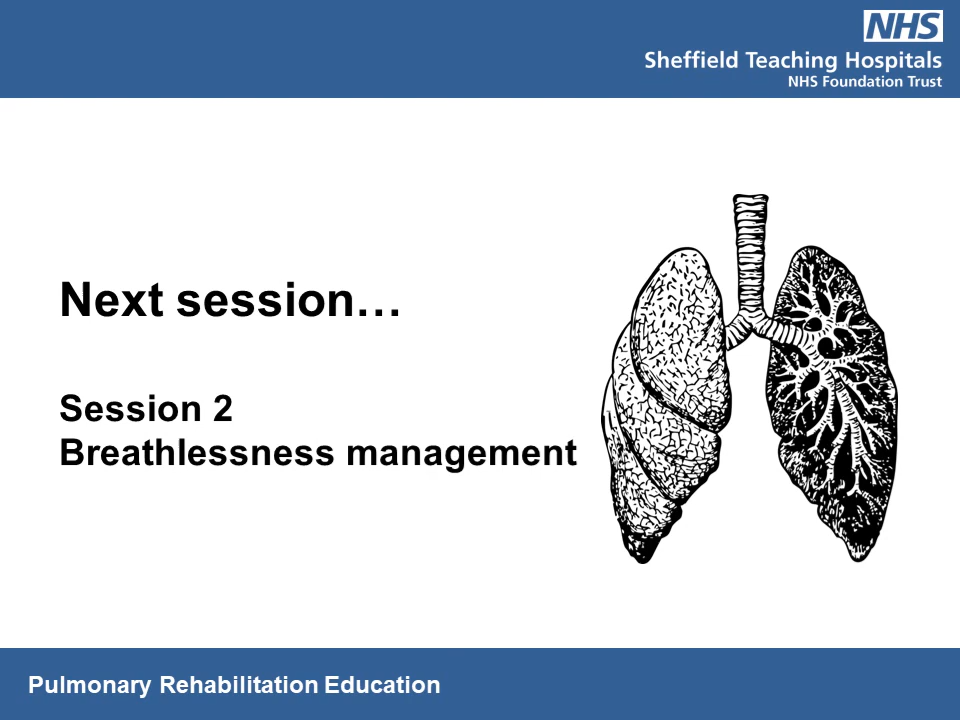 NHS
Sheffield Teaching Hospitals
NHS Foundation Trust
Next session…
Session 2
Breathlessness management
Pulmonary Rehabilitation Education